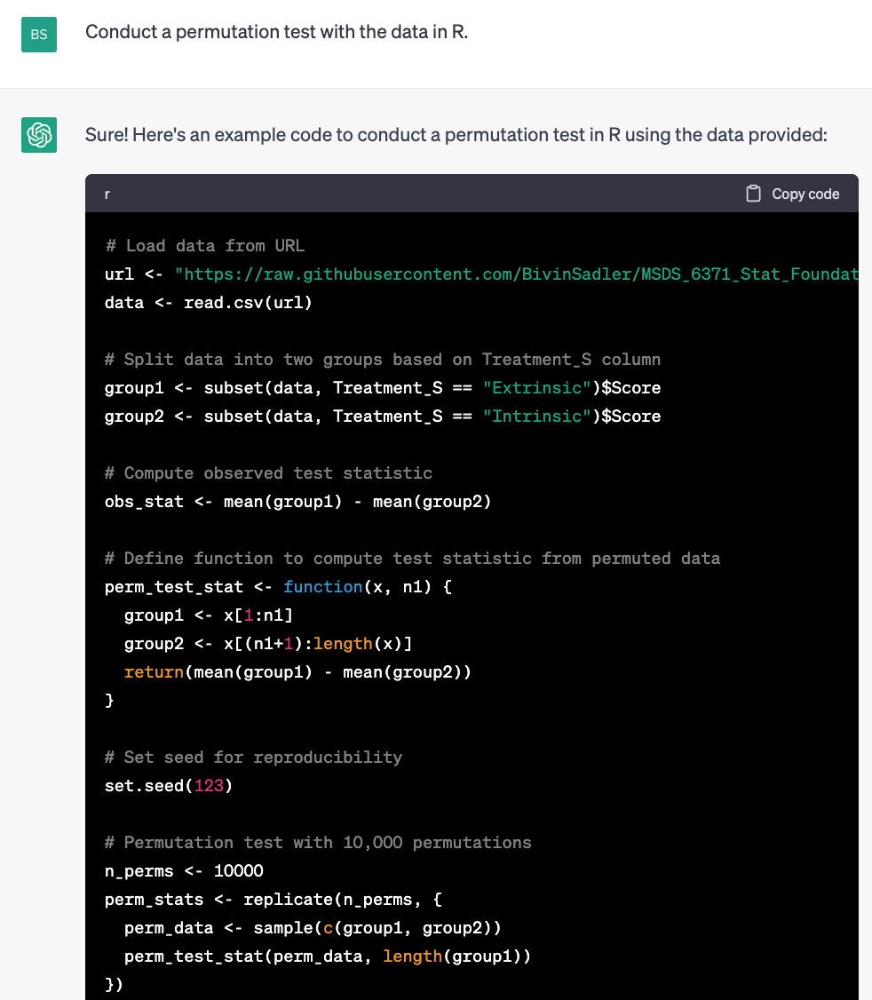 BS
Conduct a permutation test with the data in R.
Sure! Here's an example code to conduct a permutation test in R using the data provided:
r
Copy code
# Load data from URL
url <- "https://raw.githubusercontent.com/BivinSadler/MSDS_6371_Stat_Foundat
data <- read.csv(url)
# Split data into two groups based on Treatment_S column
group1 <- subset(data, Treatment_S == "Extrinsic")$Score
group2 <- subset(data, Treatment_S == "Intrinsic")$Score
# Compute observed test statistic
obs_stat <- mean(group1) - mean(group2)
# Define function to compute test statistic from permuted data
perm_test_stat <- function(x, n1) {
  group1 <- x[1:n1]
  group2 <- x[(n1+1):length(x)]
  return(mean(group1) - mean(group2))
}
# Set seed for reproducibility
set.seed(123)
# Permutation test with 10,000 permutations
n_perms <- 10000
perm_stats <- replicate(n_perms, {
  perm_data <- sample(c(group1, group2))
  perm_test_stat(perm_data, length(group1))
})